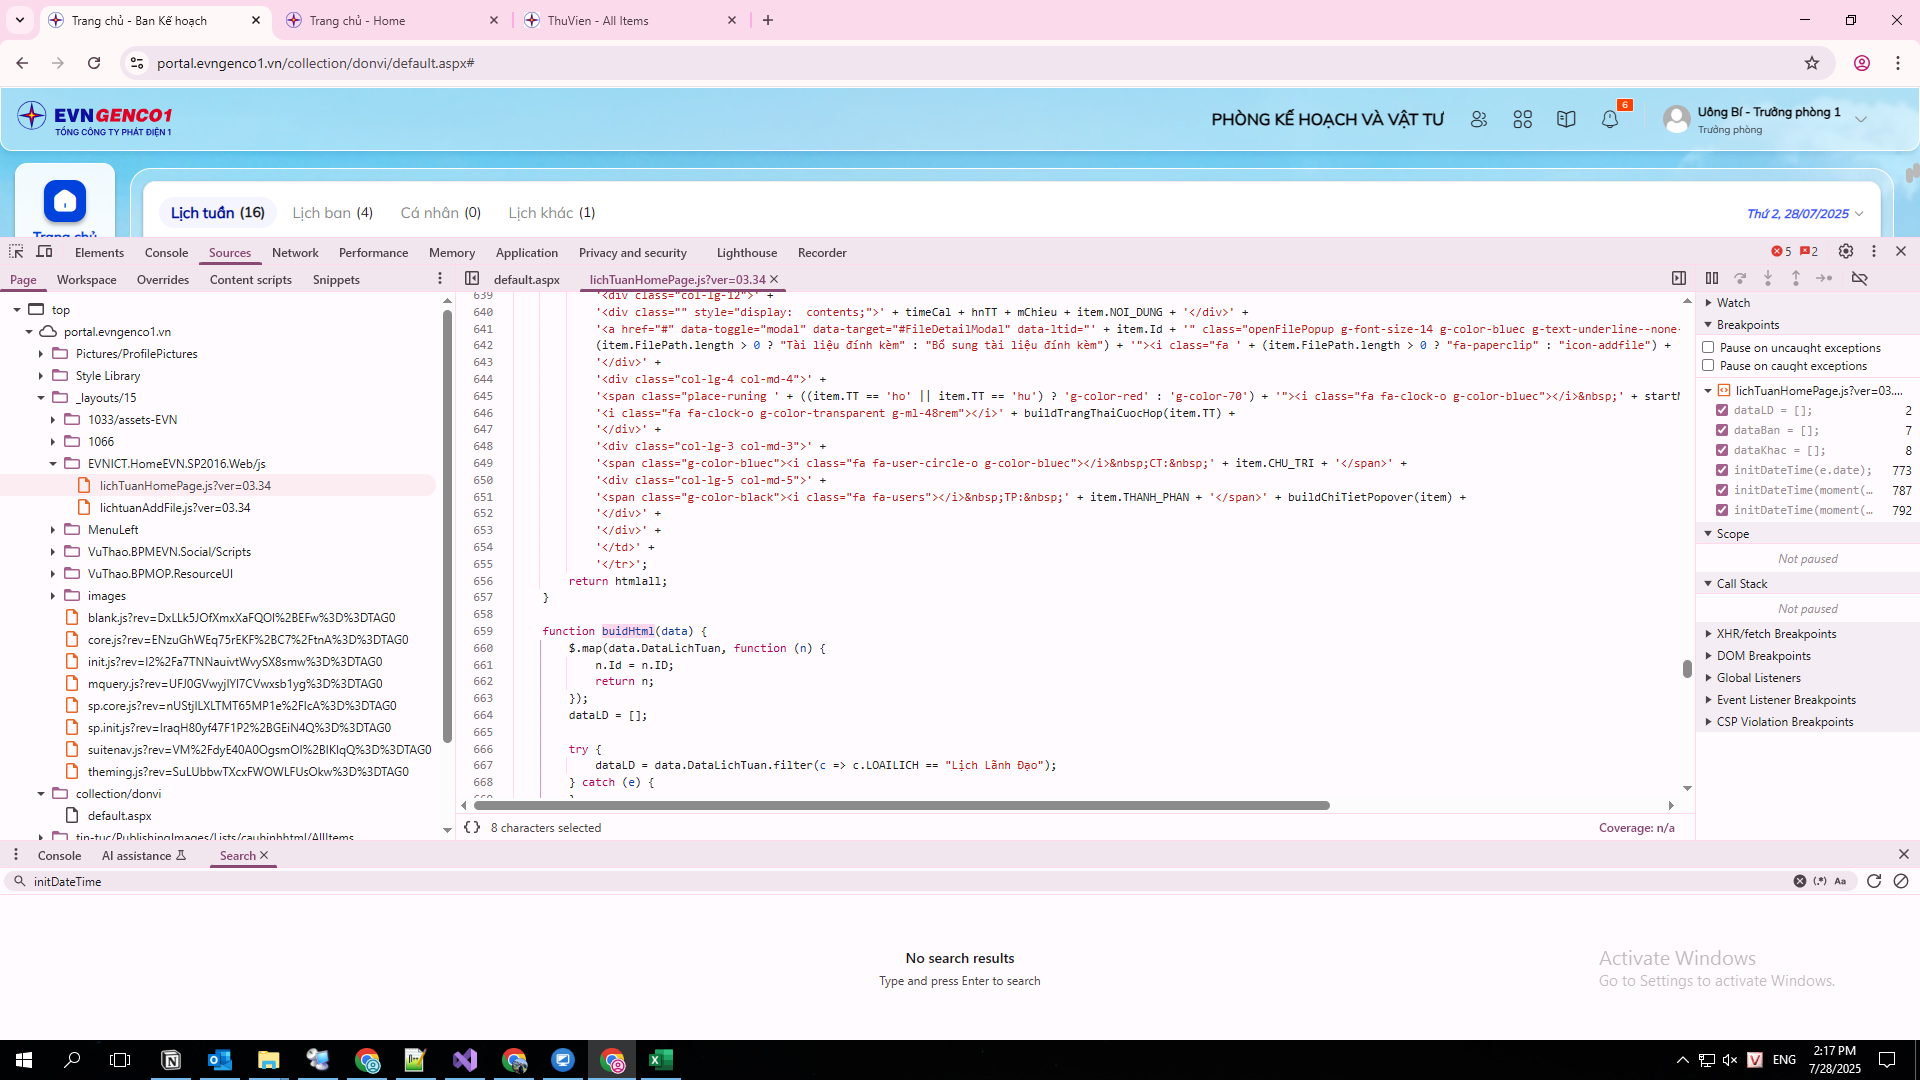 Trang chủ - Ban Kế hoạch
Trang chủ - Home
ThuVien - All Items
portal.evngenco1.vn/collection/donvi/default.aspx#
EVNGENCO1
TỔNG CÔNG TY PHÁT ĐIỆN 1
PHÒNG KẾ HOẠCH VÀ VẬT TƯ
6
Uông Bí - Trưởng phòng 1
Trưởng phòng
Trang chủ
Lịch tuần (16)
Lịch ban (4)
Cá nhân (0)
Lịch khác (1)
Thứ 2, 28/07/2025
Elements
Console
Sources
Network
Performance
Memory
Application
Privacy and security
Lighthouse
Recorder
5
2
Page
Workspace
Overrides
Content scripts
Snippets
default.aspx
lichTuanHomePage.js?ver=03.34
top
portal.evngenco1.vn
Pictures/ProfilePictures
Style Library
_layouts/15
1033/assets-EVN
1066
EVNICT.HomeEVN.SP2016.Web/js
lichTuanHomePage.js?ver=03.34
lichtuanAddFile.js?ver=03.34
MenuLeft
VuThao.BPMEVN.Social/Scripts
VuThao.BPMOP.ResourceUI
images
blank.js?rev=DxLLk5JOfXmxXaFQOl%2BEFw%3D%3DTAG0
core.js?rev=ENzuGhWEq75rEKF%2BC7%2FtnA%3D%3DTAG0
init.js?rev=I2%2Fa7TNNauivtWvySX8smw%3D%3DTAG0
mquery.js?rev=UFJ0GVwyjlYI7CVwxsb1yg%3D%3DTAG0
sp.core.js?rev=nUStjILXLTMT65MP1e%2FIcA%3D%3DTAG0
sp.init.js?rev=IraqH80yf47F1P2%2BGEiN4Q%3D%3DTAG0
suitenav.js?rev=VM%2FdyE40A0OgsmOl%2BIKIqQ%3D%3DTAG0
theming.js?rev=SuLUbbwTXcxFWOWLFUsOkw%3D%3DTAG0
collection/donvi
default.aspx
tin-tuc/PublishingImages/Lists/cauhinhhtml/AllItems
639 '<div class="col-lg-12">' +
640 '<div class="" style="display:  contents;">' + timeCal + hnTT + mChieu + item.NOI_DUNG + '</div>' +
641 '<a href="#" data-toggle="modal" data-target="#FileDetailModal" data-ltid="' + item.Id + '" class="openFilePopup g-font-size-14 g-color-bluec g-text-underline--none-
642 (item.FilePath.length > 0 ? "Tài liệu đính kèm" : "Bổ sung tài liệu đính kèm") + '"><i class="fa ' + (item.FilePath.length > 0 ? "fa-paperclip" : "icon-addfile") +
643 '</div>' +
644 '<div class="col-lg-4 col-md-4">' +
645 '<span class="place-runing ' + ((item.TT == 'ho' || item.TT == 'hu') ? 'g-color-red' : 'g-color-70') + '"><i class="fa fa-clock-o g-color-bluec"></i>&nbsp;' + start
646 '<i class="fa fa-clock-o g-color-transparent g-ml-48rem"></i>' + buildTrangThaiCuocHop(item.TT) +
647 '</div>' +
648 '<div class="col-lg-3 col-md-3">' +
649 '<span class="g-color-bluec"><i class="fa fa-user-circle-o g-color-bluec"></i>&nbsp;CT:&nbsp;' + item.CHU_TRI + '</span>' +
650 '<div class="col-lg-5 col-md-5">' +
651 '<span class="g-color-black"><i class="fa fa-users"></i>&nbsp;TP:&nbsp;' + item.THANH_PHAN + '</span>' + buildChiTietPopover(item) +
652 '</div>' +
653 '</div>' +
654 '</td>' +
655 '</tr>';
656 return htmlall;
657 }
658
659 function buidHtml(data) {
660 $.map(data.DataLichTuan, function (n) {
661 n.Id = n.ID;
662 return n;
663 });
664 dataLD = [];
665
666 try {
667 dataLD = data.DataLichTuan.filter(c => c.LOAILICH == "Lịch Lãnh Đạo");
668 } catch (e) {
8 characters selected
Coverage: n/a
Watch
Breakpoints
Pause on uncaught exceptions
Pause on caught exceptions
lichTuanHomePage.js?ver=03....
dataLD = []; 2
dataBan = []; 7
dataKhac = []; 8
initDateTime(e.date); 773
initDateTime(moment(… 787
initDateTime(moment(… 792
Scope
Not paused
Call Stack
Not paused
XHR/fetch Breakpoints
DOM Breakpoints
Global Listeners
Event Listener Breakpoints
CSP Violation Breakpoints
Console
AI assistance
Search
initDateTime
(.*)
Aa
No search results
Type and press Enter to search
Activate Windows
Go to Settings to activate Windows.
V
ENG
2:17 PM
7/28/2025